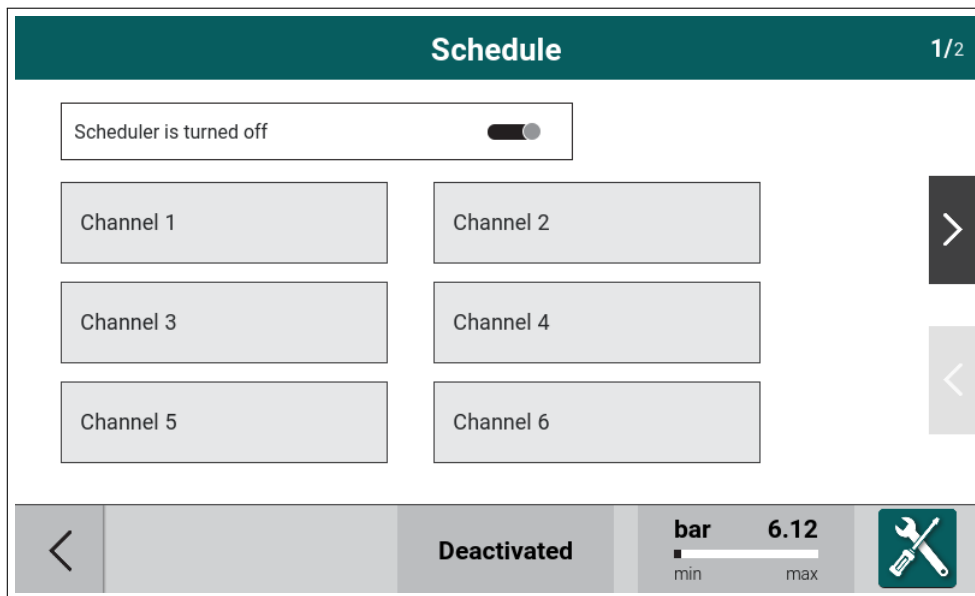 Schedule
1/2
Scheduler is turned off
Channel 1
Channel 2
Channel 3
Channel 4
Channel 5
Channel 6
Deactivated
bar 6.12
min max